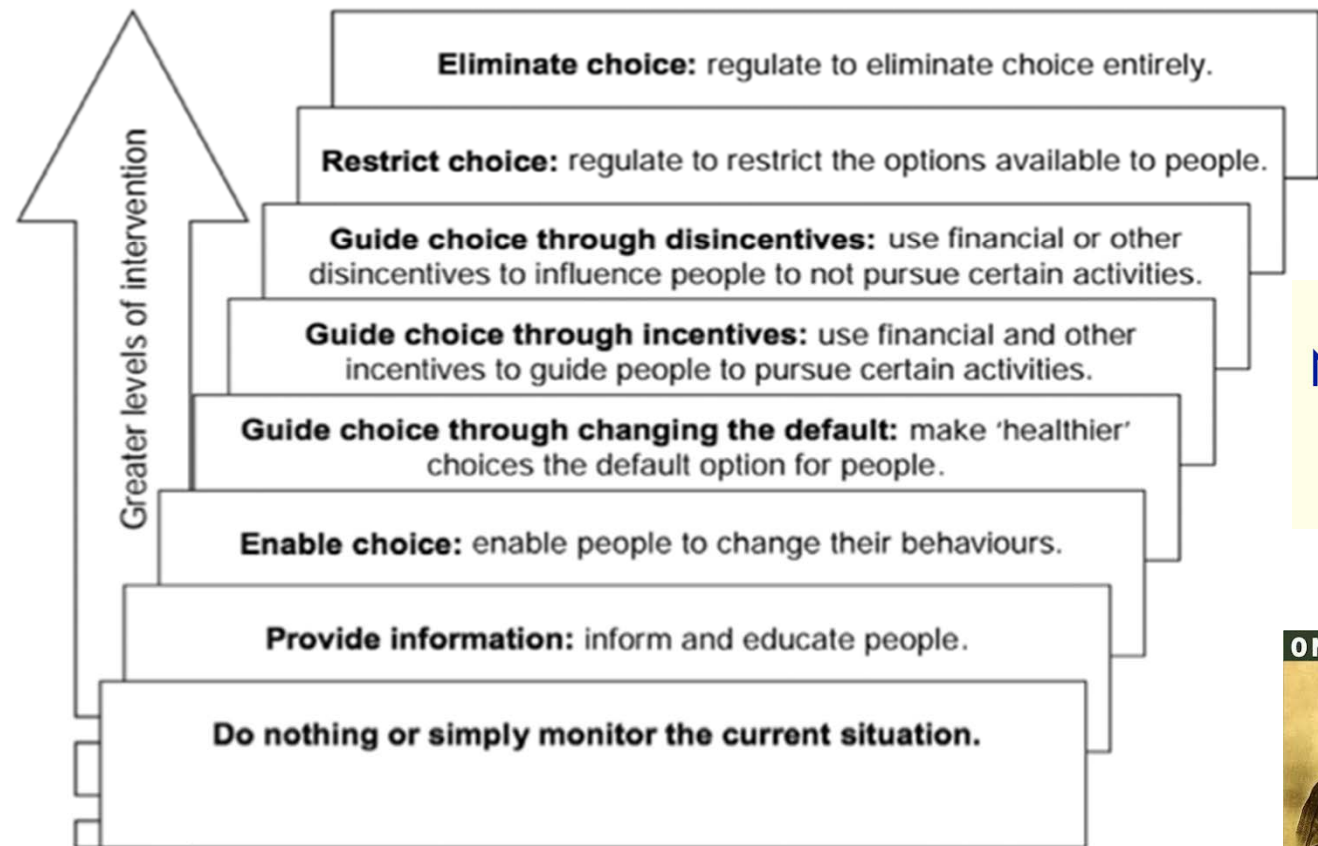 Eliminate choice: regulate to eliminate choice entirely.
Restrict choice: regulate to restrict the options available to people.
Guide choice through disincentives: use financial or other
disincentives to influence people to not pursue certain activities.
Guide choice through incentives: use financial and other
incentives to guide people to pursue certain activities.
Guide choice through changing the default: make ‘healthier’
choices the default option for people.
Enable choice: enable people to change their behaviours.
Provide information: inform and educate people.
Do nothing or simply monitor the current situation.
Greater levels of intervention